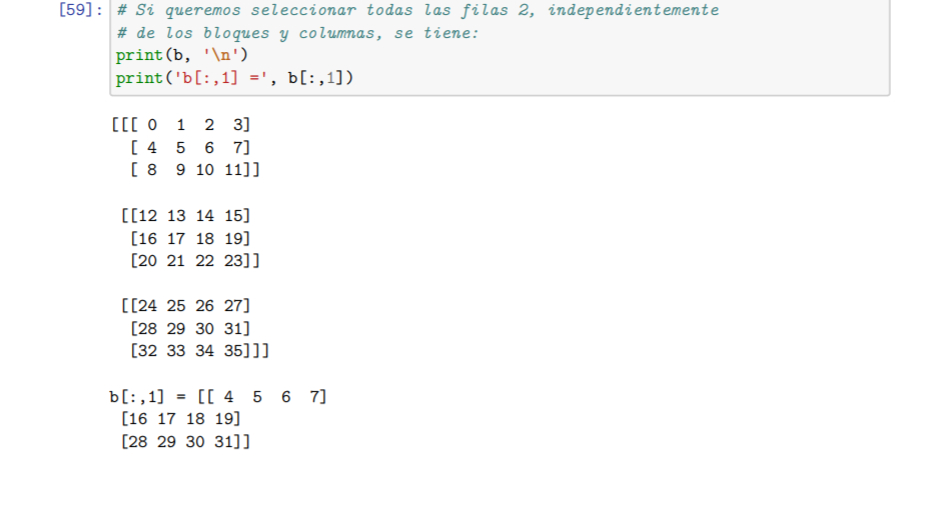 [59]: # Si queremos seleccionar todas las filas 2, independientemente
# de los bloques y columnas, se tiene:
print(b, '\n')
print('b[:,1] =', b[:,1])
[[[ 0  1  2  3]
  [ 4  5  6  7]
  [ 8  9 10 11]]
 [[12 13 14 15]
  [16 17 18 19]
  [20 21 22 23]]
 [[24 25 26 27]
  [28 29 30 31]
  [32 33 34 35]]]
b[:,1] = [[ 4  5  6  7]
 [16 17 18 19]
 [28 29 30 31]]